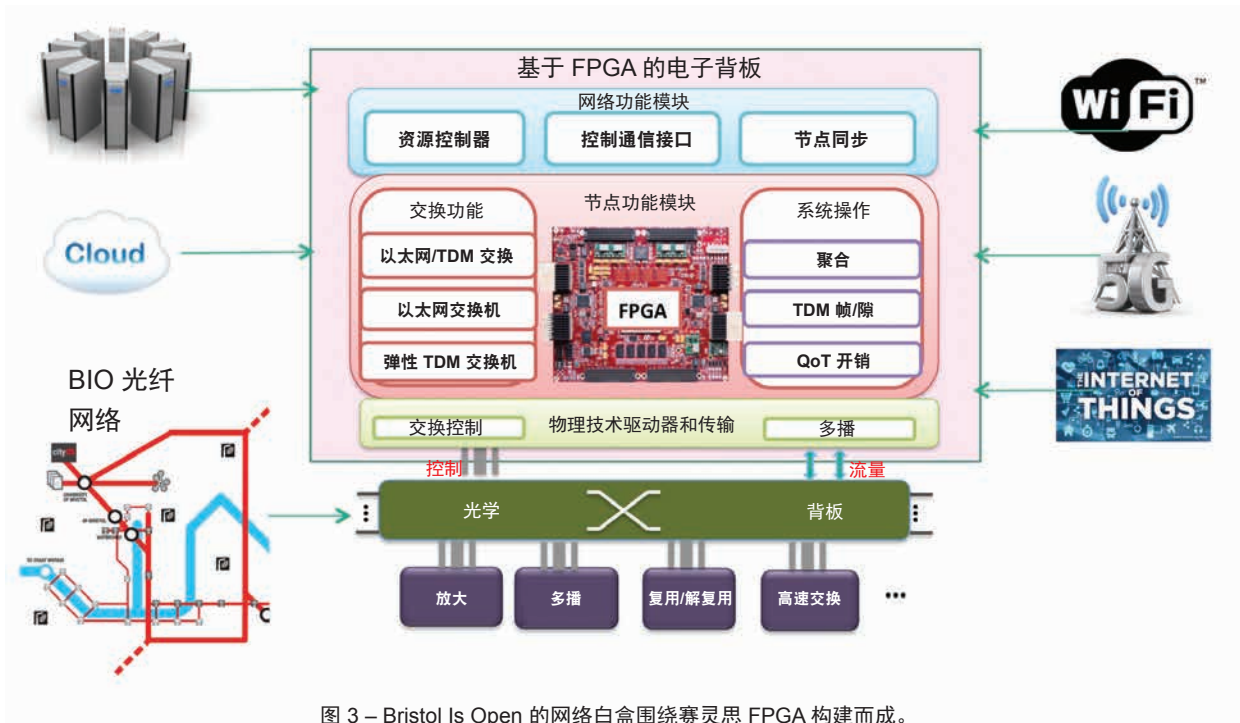 基于 FPGA 的电子背板
网络功能模块
资源控制器
控制通信接口
节点同步
交换功能
以太网/TDM 交换
以太网交换机
弹性 TDM 交换机
节点功能模块
FPGA
系统操作
聚合
TDM 帧/隙
QoT 开销
交换控制
物理技术驱动器和传输
多播
控制
流量
光学
背板
放大
多播
复用/解复用
高速交换
...
Cloud
BIO 光纤
网络
WiFi
TM
5G
THE
INTERNET
OF
THINGS
图 3 – Bristol Is Open 的网络白盒围绕赛灵思 FPGA 构建而成。